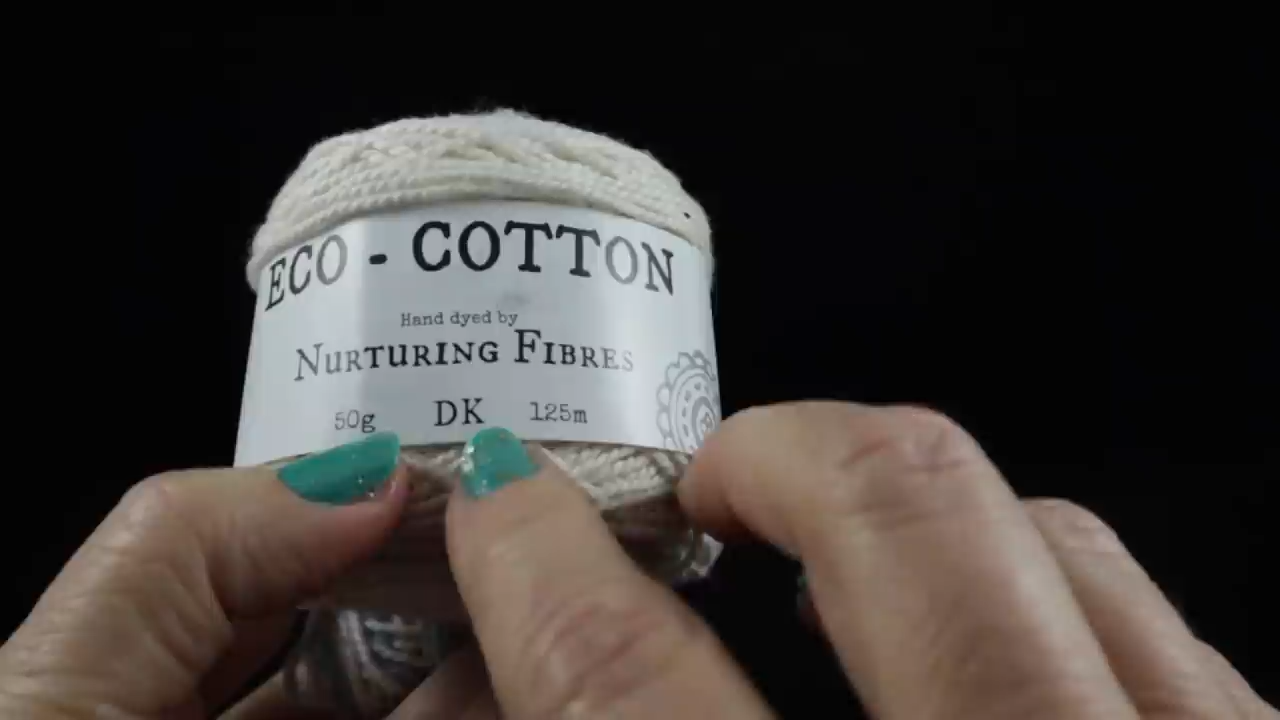 ECO - COTTON
Hand dyed by
NURTURING FIBRES
50g DK 125m